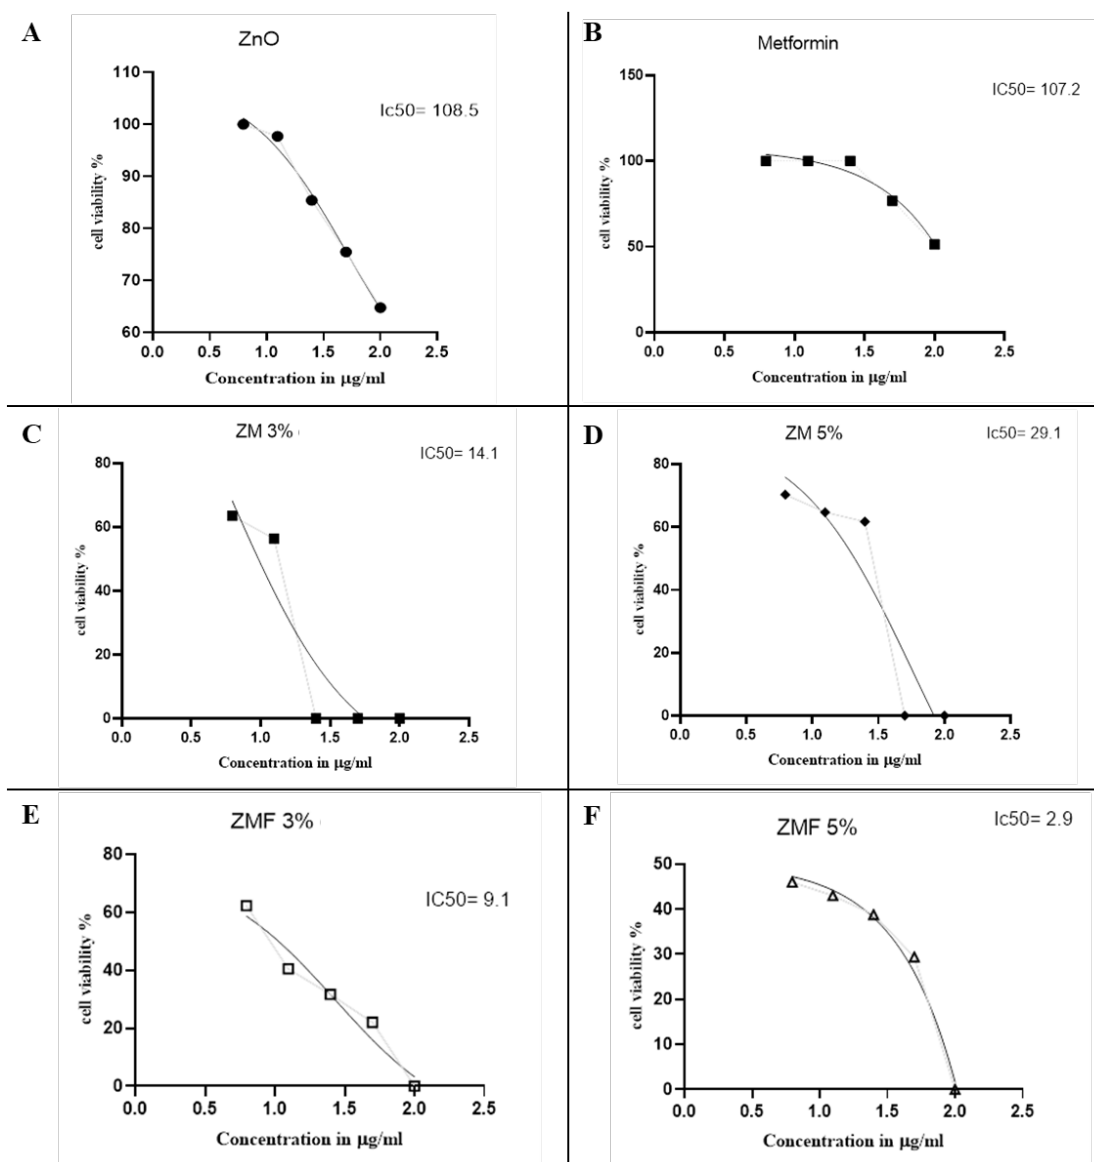 A
ZnO
Ic50= 108.5
110
100
90
80
70
60
cell viability %
0.0 0.5 1.0 1.5 2.0 2.5
Concentration in μg/ml
B
Metformin
IC50= 107.2
150
100
50
0
cell viability %
0.0 0.5 1.0 1.5 2.0 2.5
Concentration in μg/ml
C
ZM 3%
IC50= 14.1
80
60
40
20
0
cell viability %
0.0 0.5 1.0 1.5 2.0 2.5
Concentration in μg/ml
D
ZM 5%
Ic50= 29.1
80
60
40
20
0
cell viability %
0.0 0.5 1.0 1.5 2.0 2.5
Concentration in μg/ml
E
ZMF 3%
IC50= 9.1
80
60
40
20
0
cell viability %
0.0 0.5 1.0 1.5 2.0 2.5
Concentration in μg/ml
F
ZMF 5%
Ic50= 2.9
50
40
30
20
10
0
cell viability %
0.0 0.5 1.0 1.5 2.0 2.5
Concentration in μg/ml